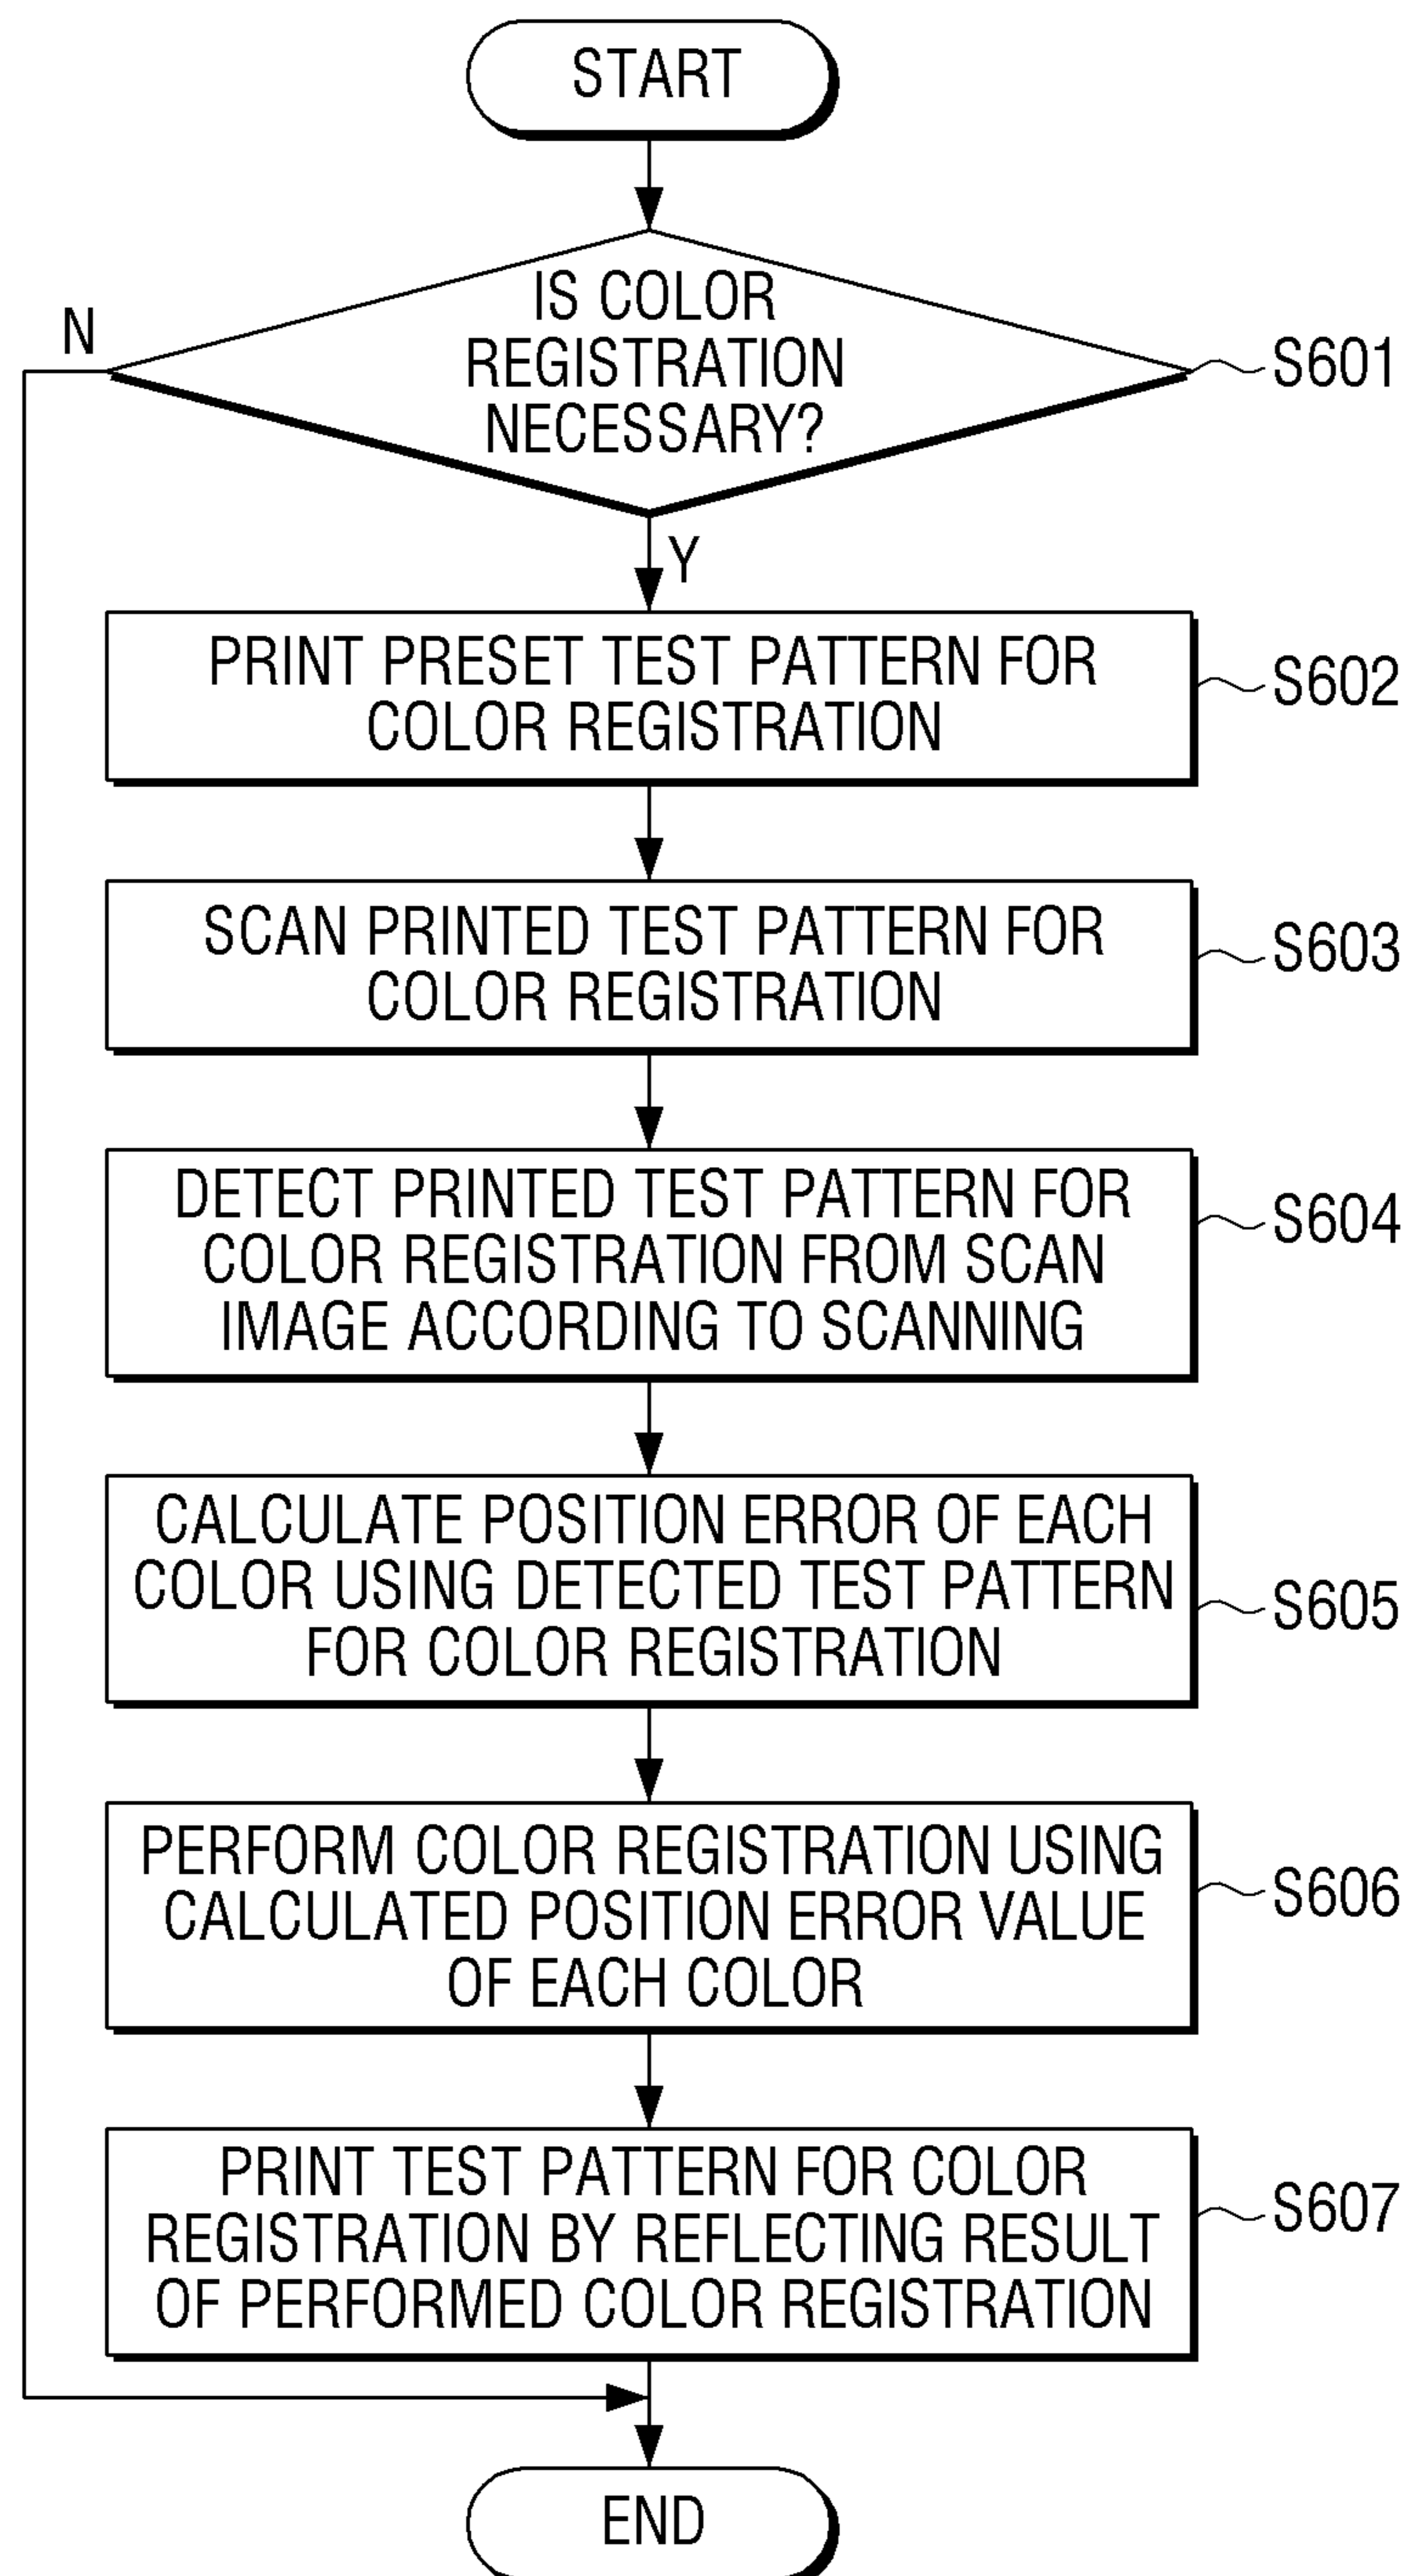 START
IS COLOR
REGISTRATION
NECESSARY?
N
S601
Y
PRINT PRESET TEST PATTERN FOR
COLOR REGISTRATION
S602
SCAN PRINTED TEST PATTERN FOR
COLOR REGISTRATION
S603
DETECT PRINTED TEST PATTERN FOR
COLOR REGISTRATION FROM SCAN
IMAGE ACCORDING TO SCANNING
S604
CALCULATE POSITION ERROR OF EACH
COLOR USING DETECTED TEST PATTERN
FOR COLOR REGISTRATION
S605
PERFORM COLOR REGISTRATION USING
CALCULATED POSITION ERROR VALUE
OF EACH COLOR
S606
PRINT TEST PATTERN FOR COLOR
REGISTRATION BY REFLECTING RESULT
OF PERFORMED COLOR REGISTRATION
S607
END